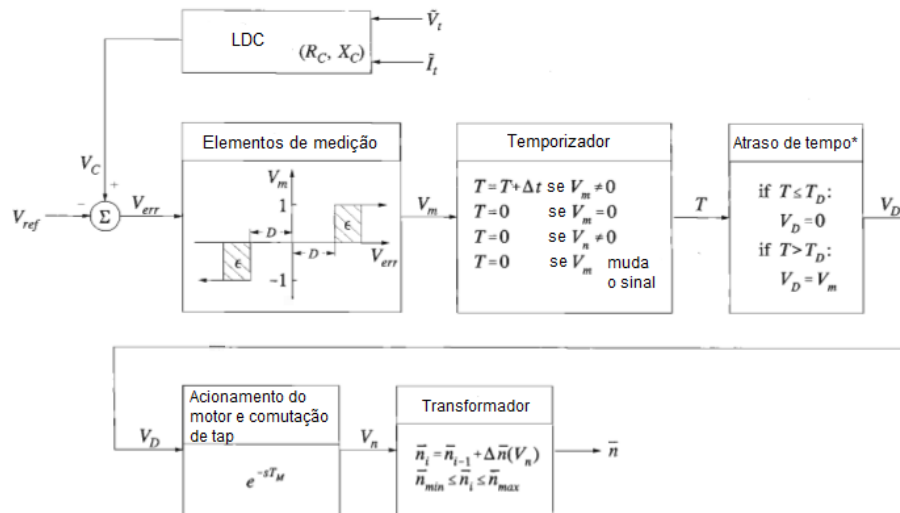 LDC
(R_C, X_C)
Ṽ_t
Ĩ_t
V_C
+
V_ref
−
Σ
V_err
Elementos de medição
V_m
1
ϵ
D
D
V_err
ϵ
−1
V_m
Temporizador
T = T + Δt se V_m ≠ 0
T = 0 se V_m = 0
T = 0 se V_n ≠ 0
T = 0 se V_m muda
o sinal
T
Atraso de tempo*
if T ≤ T_D:
V_D = 0
if T > T_D:
V_D = V_m
V_D
V_D
Acionamento do
motor e comutação
de tap
e^{-sT_M}
V_n
Transformador
n̄_i = n̄_{i-1} + Δn̄(V_n)
n̄_min ≤ n̄_i ≤ n̄_max
n̄